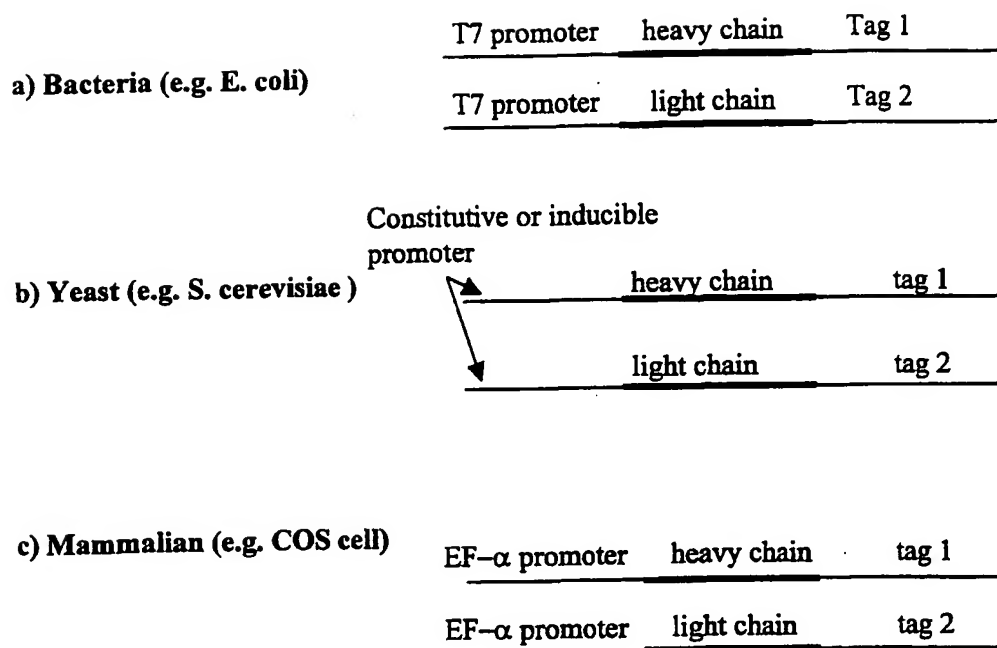 T7 promoter heavy chain Tag 1
a) Bacteria (e.g. E. coli)
T7 promoter light chain Tag 2
Constitutive or inducible
promoter
b) Yeast (e.g. S. cerevisiae )
heavy chain tag 1
light chain tag 2
c) Mammalian (e.g. COS cell)
EF–α promoter heavy chain tag 1
EF–α promoter light chain tag 2